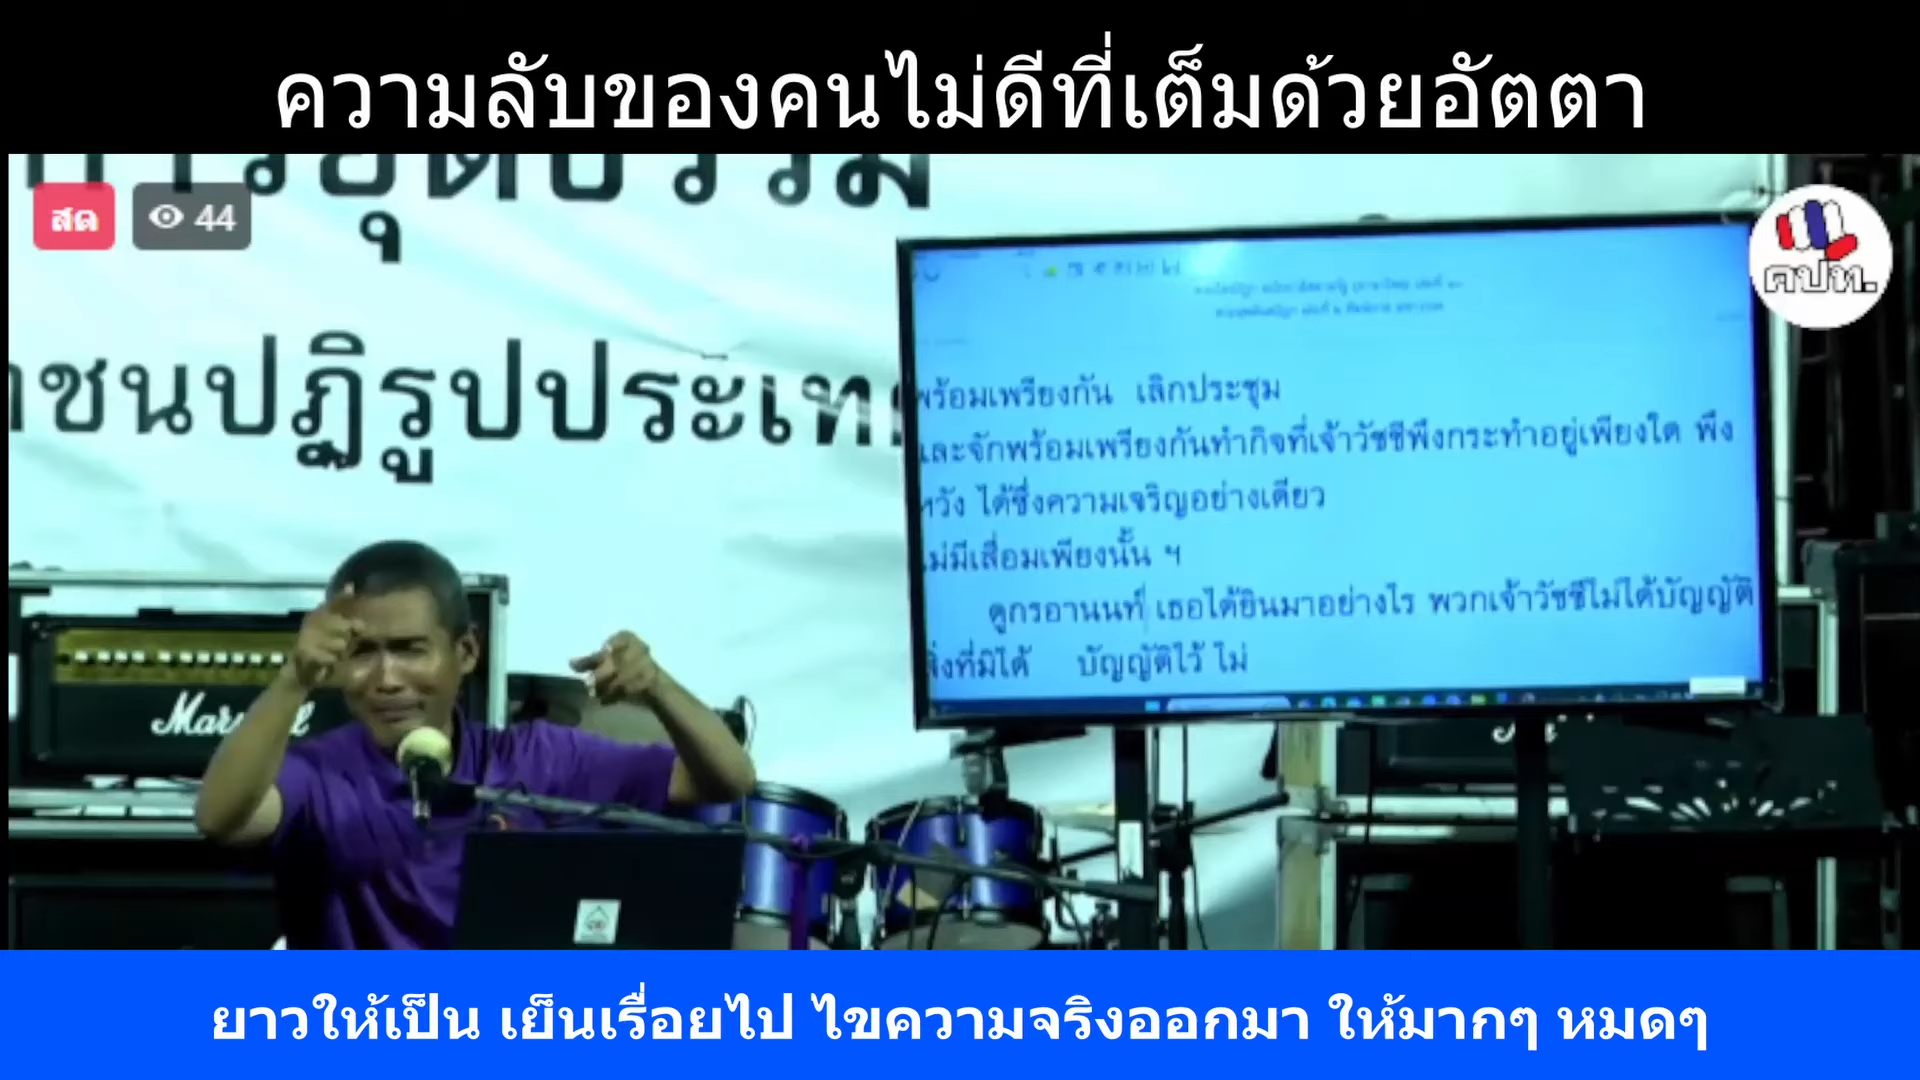 ความลับของคนไม่ดีที่เต็มด้วยอัตตา
สด 44
คปท.
ชนปฏิรูปประเทศ
พร้อมเพรียงกัน เลิกประชุม
และจักพร้อมเพรียงกันทำกิจที่เจ้าวัชชีพึงกระทำอยู่เพียงใด พึง
หวัง ได้ซึ่งความเจริญอย่างเดียว
ไม่มีเสื่อมเพียงนั้น ฯ
ดูกรอานนท์ เธอได้ยินมาอย่างไร พวกเจ้าวัชชีไม่ได้บัญญัติ
สิ่งที่มิได้ บัญญัติไว้ ไม่
Marshall
ยาวให้เป็น เย็นเรื่อยไป ไขความจริงออกมา ให้มากๆ หมดๆ